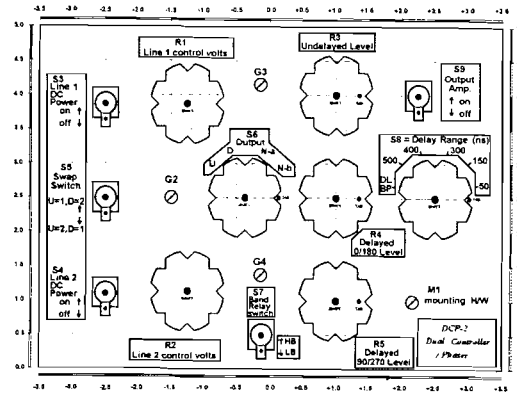 -3.5 -3.0 -2.5 -2.0 -1.5 -1.0 -0.5 0.0 +0.5 +1.0 +1.5 +2.0 +2.5 +3.0 +3.5
5.0
4.5
4.0
3.5
3.0
2.5
2.0
1.5
1.0
0.5
0.0
R1
Line 1 control volts
G3
R3
Undelayed Level
S3
Line 1
DC
Power
on ↑
off ↓
S9
Output
Amp.
↑ on
↓ off
S6
Output
U
D
N-a
N-b
S8 = Delay Range (ns)
500
400
300
150
50
DL
BP
S5
Swap
Switch
U=1,D=2
↑
↓
U=2,D=1
G2
R4
Delayed
0/180 Level
S4
Line 2
DC
Power
on ↑
off ↓
G4
S7
Band
Relay
switch
↑HB
↓ LB
M1
mounting H/W
R2
Line 2 control volts
R5
Delayed
90/270 Level
DCP-2
Dual Controller
/ Phaser
-3.5 -3.0 -2.5 -2.0 -1.5 -1.0 -0.5 0.0 +0.5 +1.0 +1.5 +2.0 +2.5 +3.0 +3.5